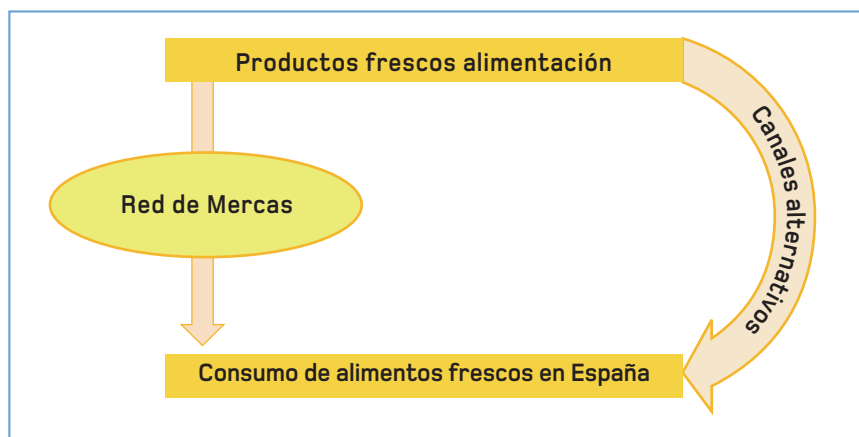 Productos frescos alimentación
Canales alternativos
Red de Mercas
Consumo de alimentos frescos en España